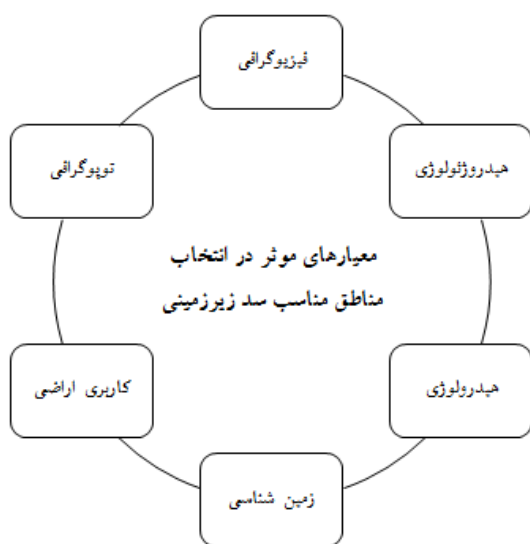 فیزیوگرافی
هیدروژئولوژی
توپوگرافی
معیارهای موثر در انتخاب
مناطق مناسب سد زیرزمینی
هیدرولوژی
کاربری اراضی
زمین شناسی